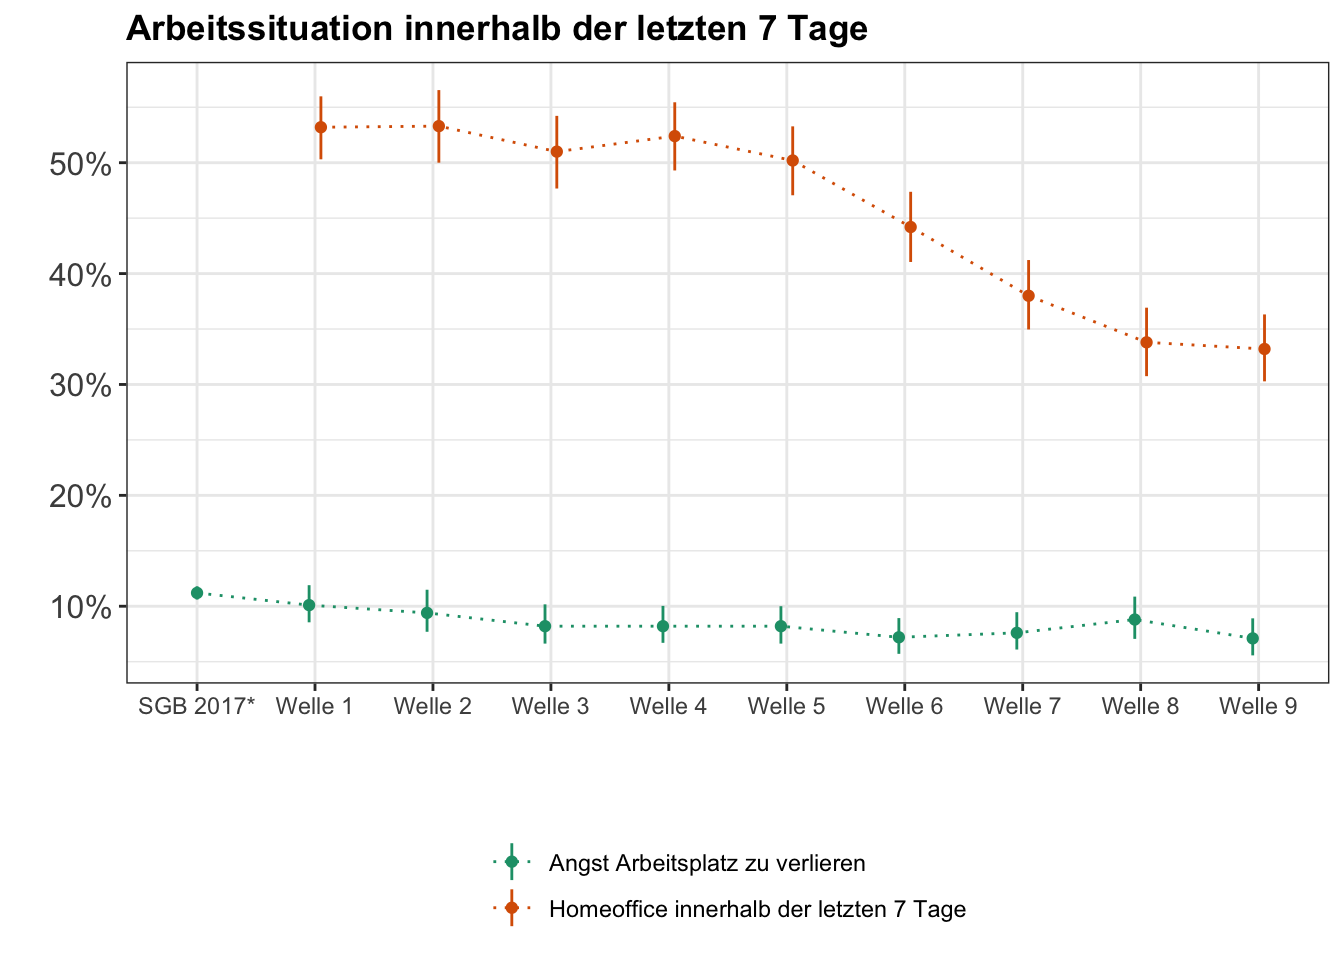 Arbeitssituation innerhalb der letzten 7 Tage
50%
40%
30%
20%
10%
SGB 2017* Welle 1 Welle 2 Welle 3 Welle 4 Welle 5 Welle 6 Welle 7 Welle 8 Welle 9
Angst Arbeitsplatz zu verlieren
Homeoffice innerhalb der letzten 7 Tage